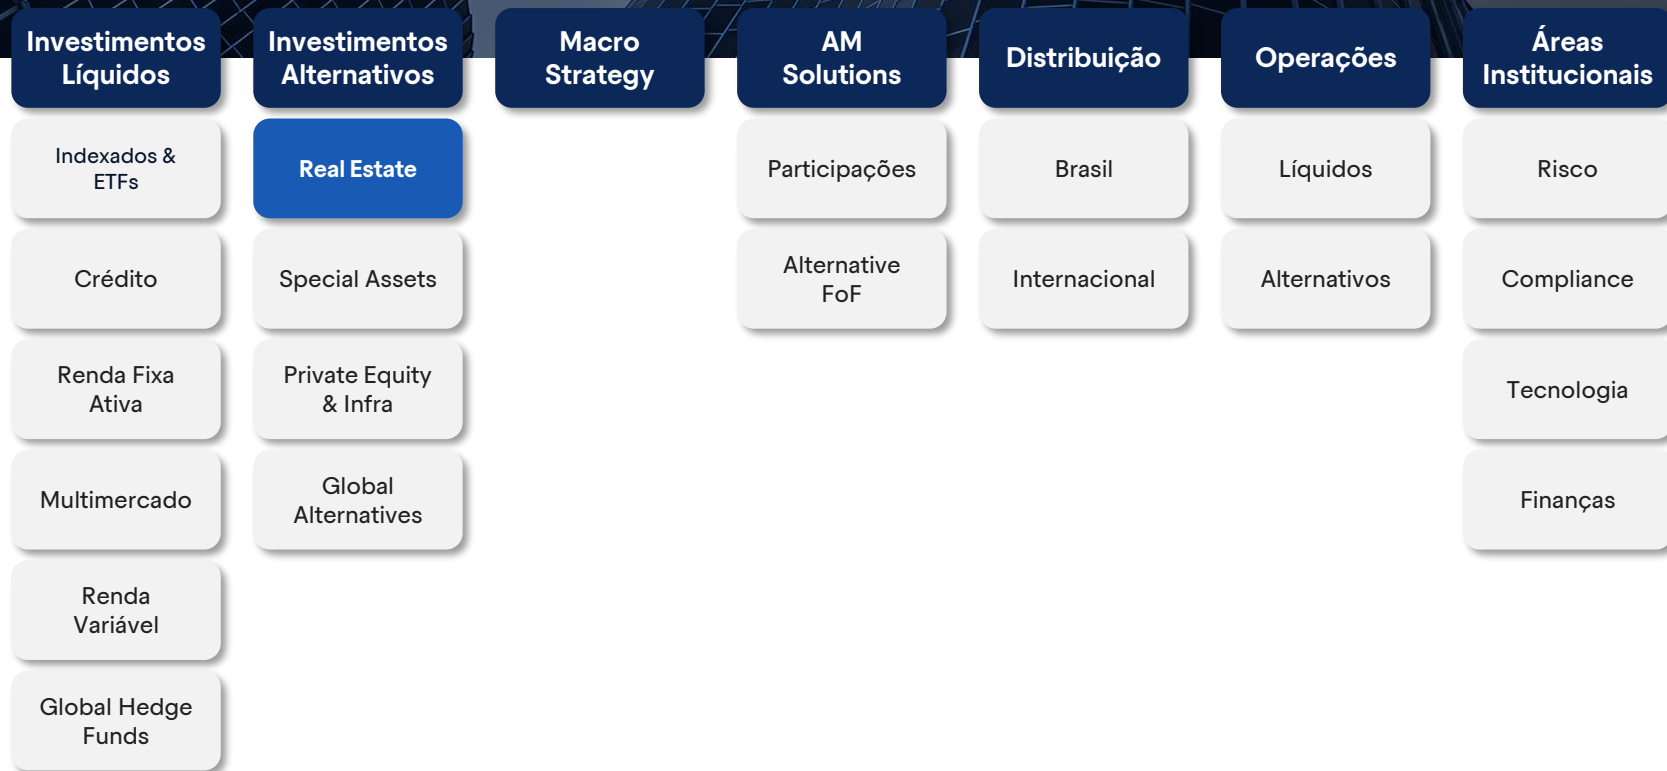 Investimentos
Líquidos
Investimentos
Alternativos
Macro
Strategy
AM
Solutions
Distribuição
Operações
Áreas
Institucionais
Indexados &
ETFs
Real Estate
Participações
Brasil
Líquidos
Risco
Crédito
Special Assets
Alternative
FoF
Internacional
Alternativos
Compliance
Renda Fixa
Ativa
Private Equity
& Infra
Tecnologia
Multimercado
Global
Alternatives
Finanças
Renda
Variável
Global Hedge
Funds